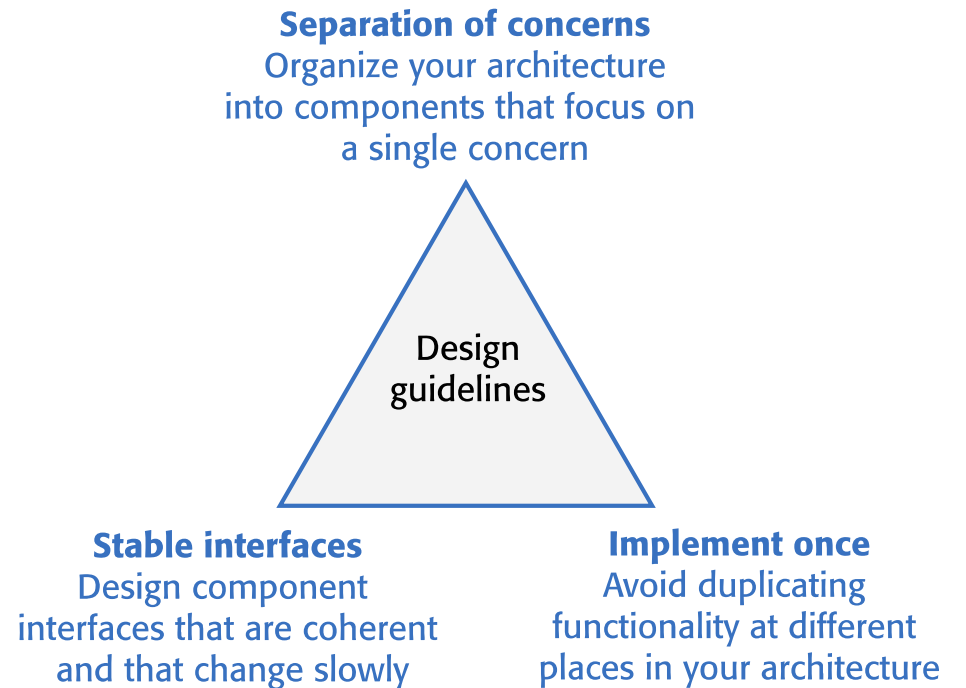 Separation of concerns
Organize your architecture
into components that focus on
a single concern
Design
guidelines
Stable interfaces
Design component
interfaces that are coherent
and that change slowly
Implement once
Avoid duplicating
functionality at different
places in your architecture